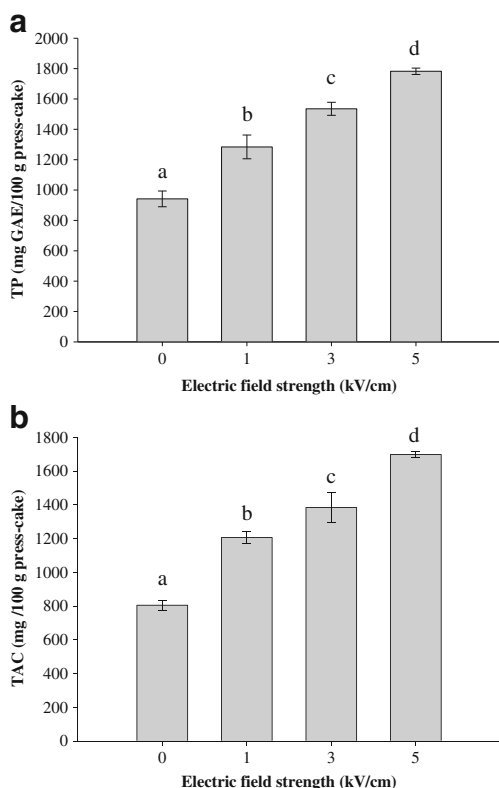 a
TP (mg GAE/100 g press-cake)
2000
1800
1600
1400
1200
1000
800
600
400
200
0
a
b
c
d
0 1 3 5
Electric field strength (kV/cm)
b
TAC (mg /100 g press-cake)
1800
1600
1400
1200
1000
800
600
400
200
0
a
b
c
d
0 1 3 5
Electric field strength (kV/cm)